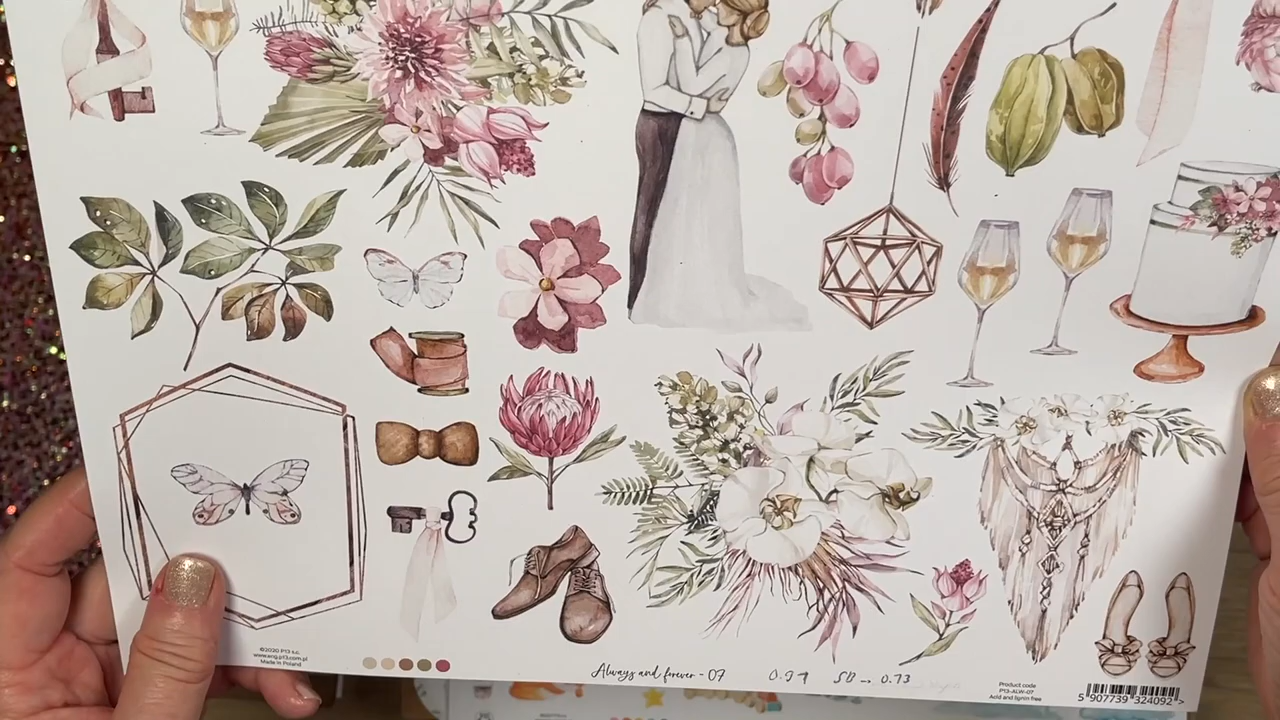 ©2020 P13 s.c.
www.eng.p13.com.pl
Made in Poland
Always and forever - 07
0.97 SD → 0.73
Product code
P13-ALW-07
Acid and lignin free
5 907739 324092 >